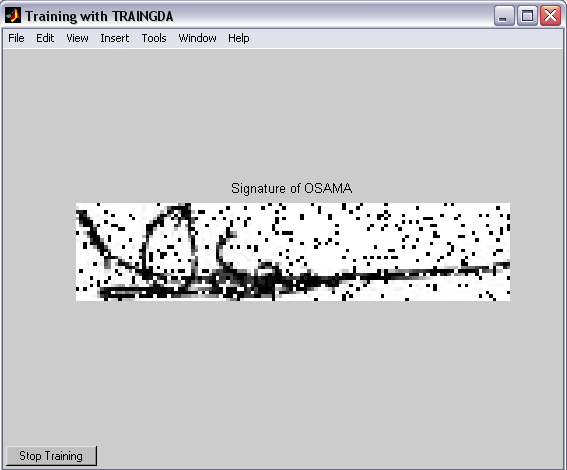 Training with TRAINGDA
File Edit View Insert Tools Window Help
Signature of OSAMA
Stop Training